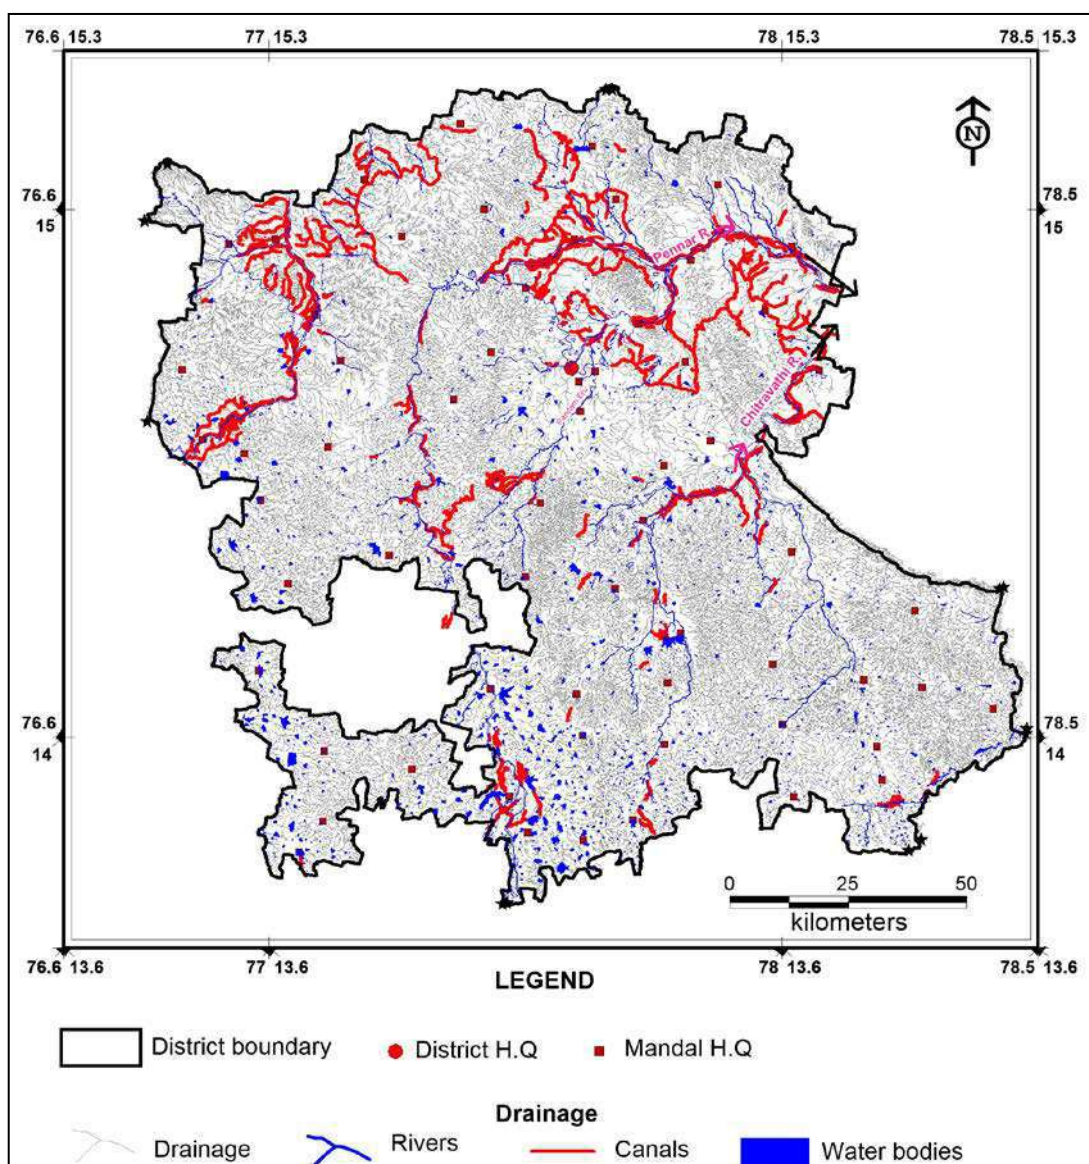 76.6 15.3
77 15.3
78 15.3
78.5 15.3
N
76.6
15
78.5
15
Pennar R
Chitravathi R
76.6
14
78.5
14
0 25 50
kilometers
76.6 13.6
77 13.6
78 13.6
78.5 13.6
LEGEND
District boundary
District H.Q
Mandal H.Q
Drainage
Drainage
Rivers
Canals
Water bodies